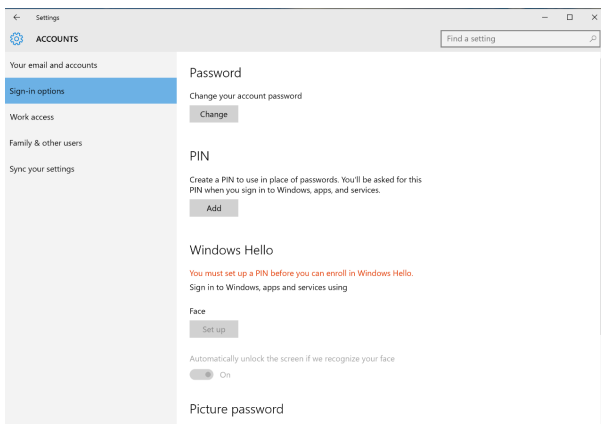 Settings
ACCOUNTS
Find a setting
Your email and accounts
Sign-in options
Work access
Family & other users
Sync your settings
Password
Change your account password
Change
PIN
Create a PIN to use in place of passwords. You'll be asked for this
PIN when you sign in to Windows, apps, and services.
Add
Windows Hello
You must set up a PIN before you can enroll in Windows Hello.
Sign in to Windows, apps and services using
Face
Set up
Automatically unlock the screen if we recognize your face
On
Picture password